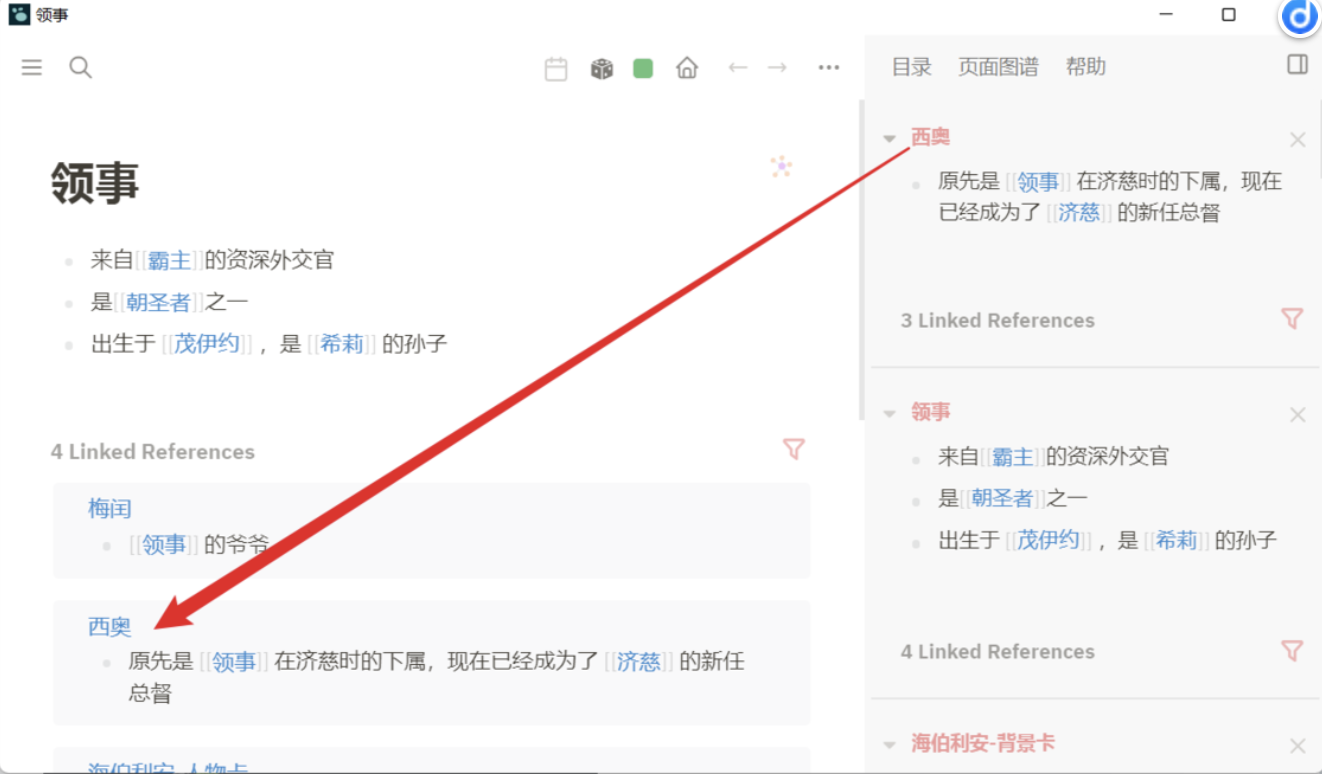 领事
目录 页面图谱 帮助
领事
来自[[霸主]]的资深外交官
是[[朝圣者]]之一
出生于 [[茂伊约]] ，是 [[希莉]] 的孙子
4 Linked References
梅闰
[[领事]] 的爷爷
西奥
原先是 [[领事]] 在济慈时的下属，现在已经成为了 [[济慈]] 的新任
总督
海伯利安-人物卡
西奥
原先是 [[领事]] 在济慈时的下属，现在
已经成为了 [[济慈]] 的新任总督
3 Linked References
领事
来自[[霸主]]的资深外交官
是[[朝圣者]]之一
出生于 [[茂伊约]] ，是 [[希莉]] 的孙子
4 Linked References
海伯利安-背景卡